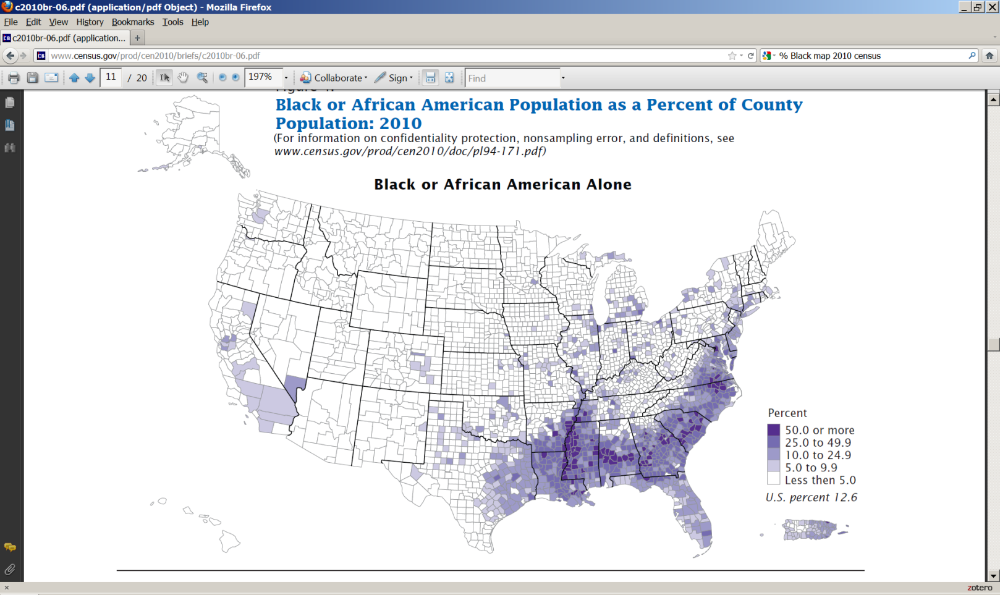 c2010br-06.pdf (application/pdf Object) - Mozilla Firefox
File Edit View History Bookmarks Tools Help
CB c2010br-06.pdf (application... +
CB www.census.gov/prod/cen2010/briefs/c2010br-06.pdf % Black map 2010 census
11 / 20 197% Collaborate Sign Find
Black or African American Population as a Percent of County
Population: 2010
(For information on confidentiality protection, nonsampling error, and definitions, see
www.census.gov/prod/cen2010/doc/pl94-171.pdf)
Black or African American Alone
Percent
50.0 or more
25.0 to 49.9
10.0 to 24.9
5.0 to 9.9
Less then 5.0
U.S. percent 12.6
zotero